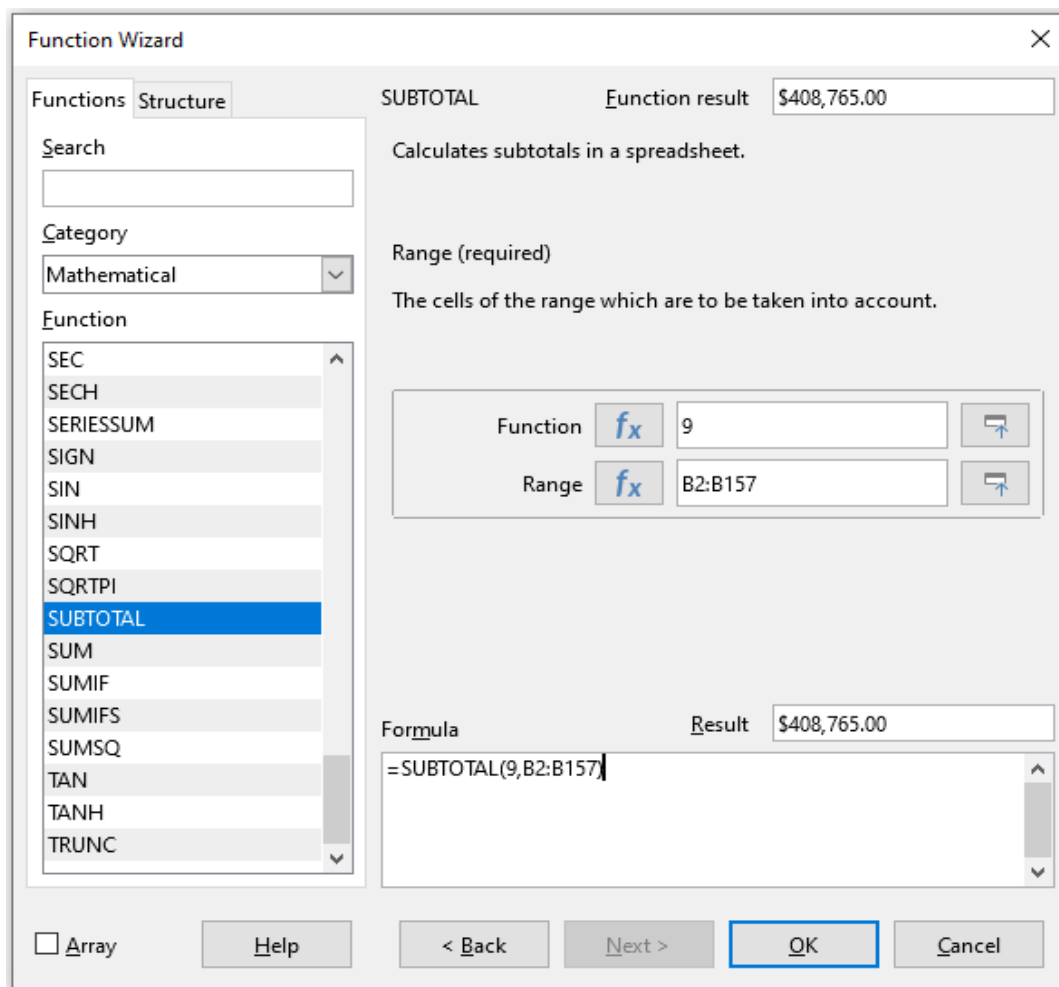 Function Wizard
Functions
Structure
Search
Category
Mathematical
Function
SEC
SECH
SERIESSUM
SIGN
SIN
SINH
SQRT
SQRTPI
SUBTOTAL
SUM
SUMIF
SUMIFS
SUMSQ
TAN
TANH
TRUNC
SUBTOTAL
Function result
$408,765.00
Calculates subtotals in a spreadsheet.
Range (required)
The cells of the range which are to be taken into account.
Function
fx
9
Range
fx
B2:B157
Formula
Result
$408,765.00
=SUBTOTAL(9,B2:B157)
Array
Help
< Back
Next >
OK
Cancel